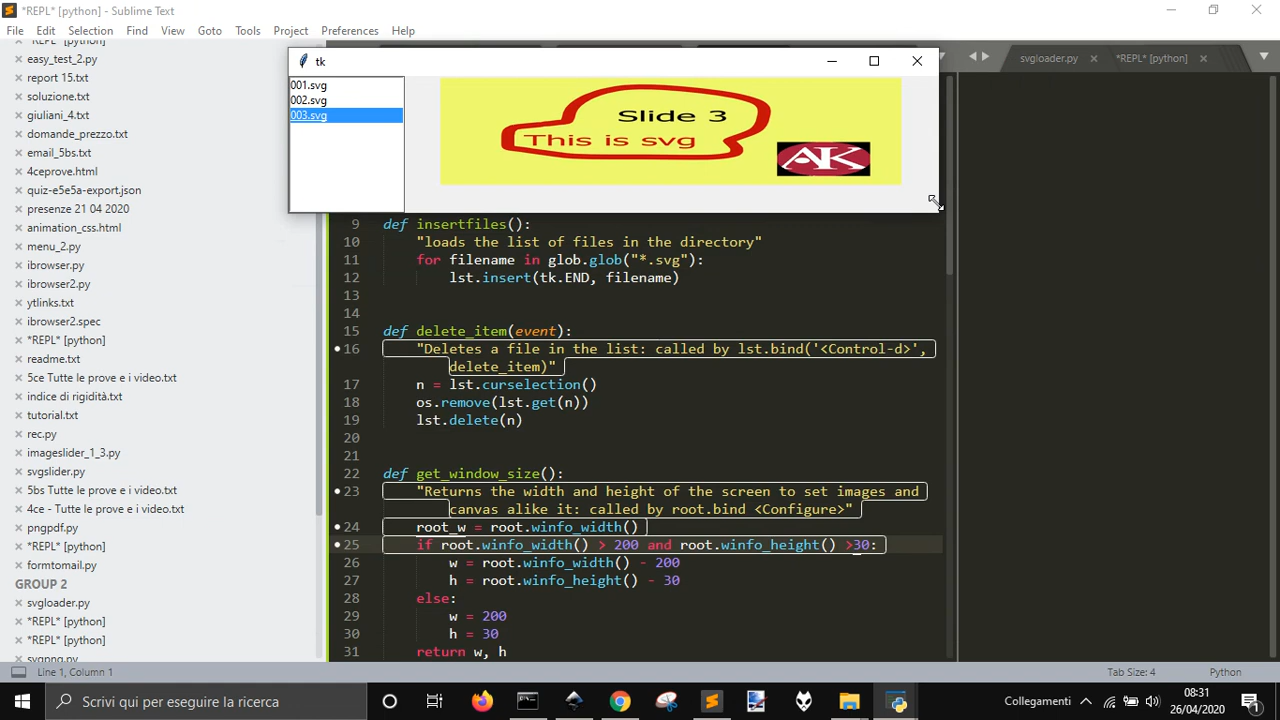 *REPL* [python] - Sublime Text
File Edit Selection Find View Goto Tools Project Preferences Help
*REPL* [python]
easy_test_2.py
report 15.txt
soluzione.txt
giuliani_4.txt
domande_prezzo.txt
email_5bs.txt
4ceprove.html
quiz-e5e5a-export.json
presenze 21 04 2020
animation_css.html
menu_2.py
ibrowser.py
ibrowser2.py
ytlinks.txt
ibrowser2.spec
*REPL* [python]
readme.txt
5ce Tutte le prove e i video.txt
indice di rigidità.txt
tutorial.txt
rec.py
imageslider_1_3.py
svgslider.py
5bs Tutte le prove e i video.txt
4ce - Tutte le prove e i video.txt
pngpdf.py
*REPL* [python]
formtomail.py
GROUP 2
svgloader.py
*REPL* [python]
*REPL* [python]
svgpng.py
tk
001.svg
002.svg
003.svg
Slide 3
This is svg
AK
svgloader.py *REPL* [python]
9 def insertfiles():
10 "loads the list of files in the directory"
11 for filename in glob.glob("*.svg"):
12 lst.insert(tk.END, filename)
13
14
15 def delete_item(event):
16 "Deletes a file in the list: called by lst.bind('<Control-d>',
delete_item)"
17 n = lst.curselection()
18 os.remove(lst.get(n))
19 lst.delete(n)
20
21
22 def get_window_size():
23 "Returns the width and height of the screen to set images and
canvas alike it: called by root.bind <Configure>"
24 root_w = root.winfo_width()
25 if root.winfo_width() > 200 and root.winfo_height() >30:
26 w = root.winfo_width() - 200
27 h = root.winfo_height() - 30
28 else:
29 w = 200
30 h = 30
31 return w, h
Line 1, Column 1 Tab Size: 4 Python
Scrivi qui per eseguire la ricerca
Collegamenti
08:31
26/04/2020
1